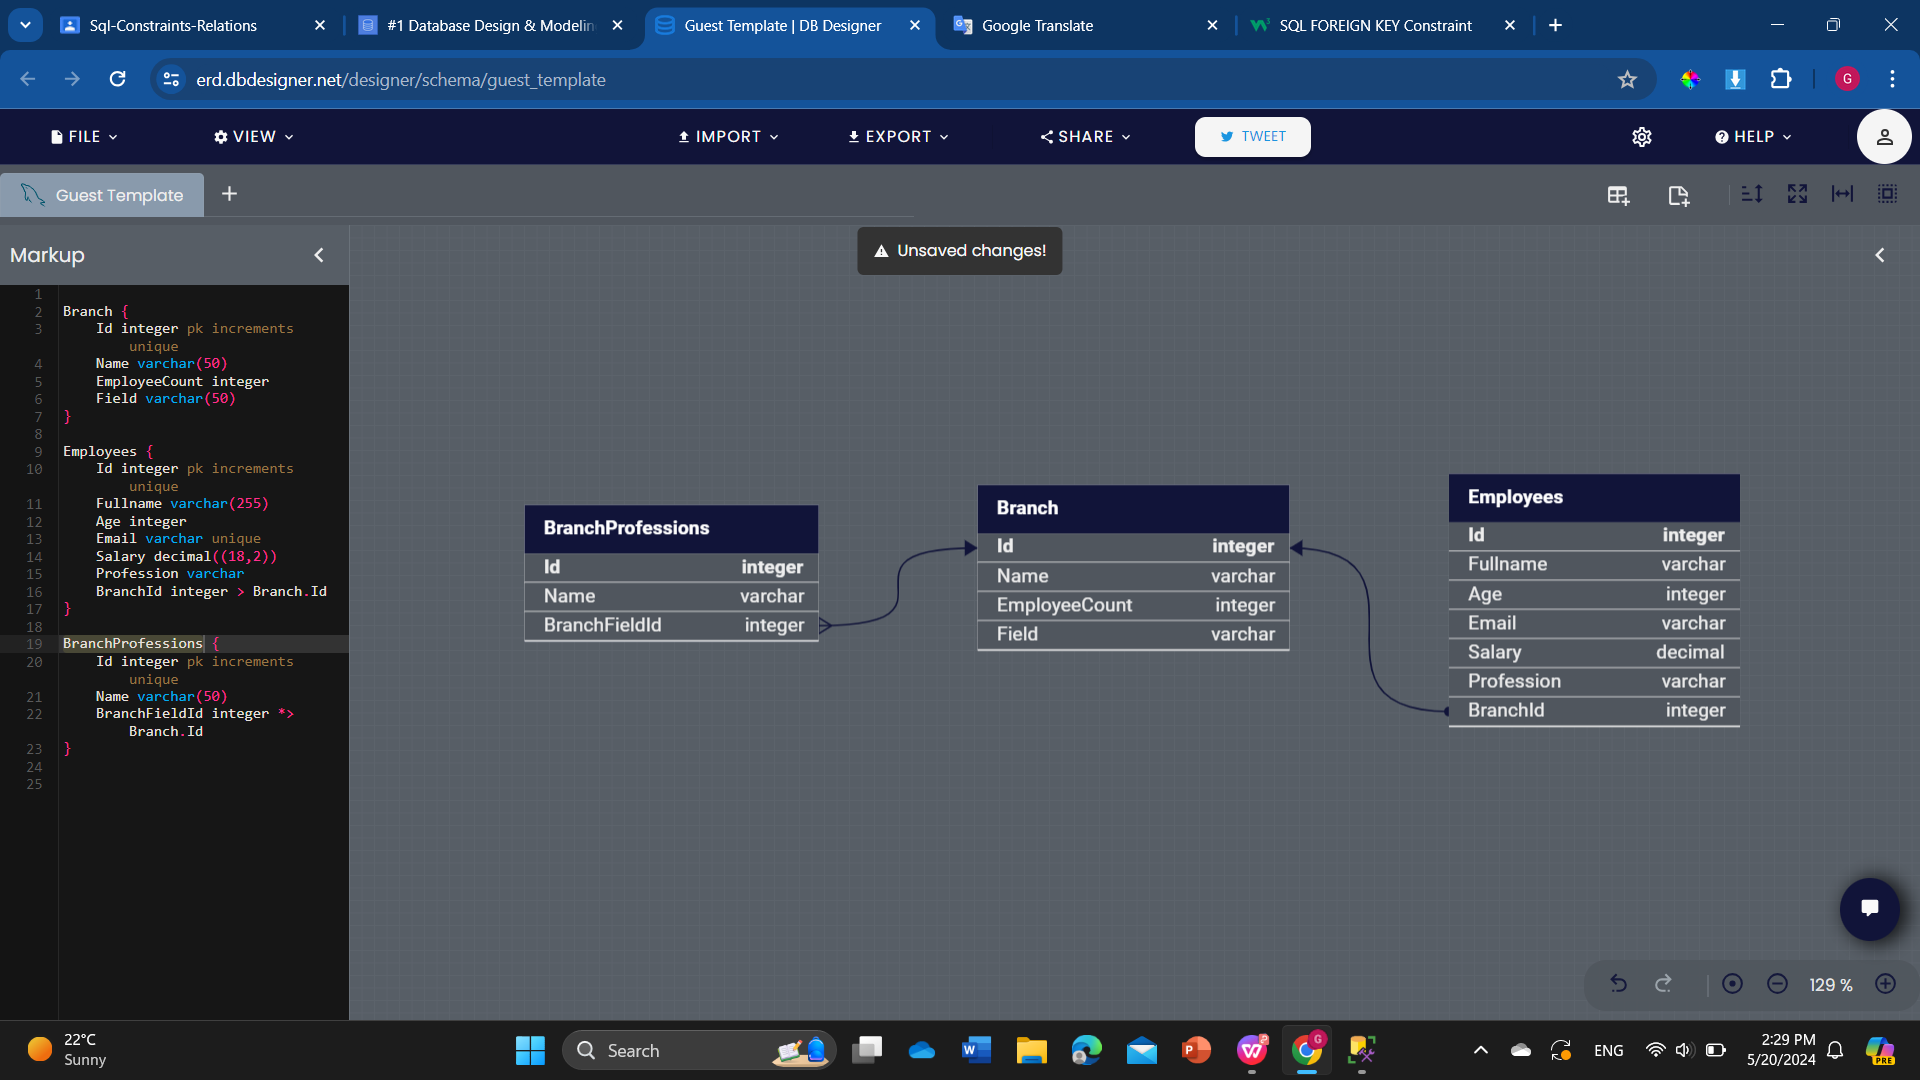 Sql-Constraints-Relations
#1 Database Design & Modelin
Guest Template | DB Designer
Google Translate
SQL FOREIGN KEY Constraint
erd.dbdesigner.net/designer/schema/guest_template
G
FILE
VIEW
IMPORT
EXPORT
SHARE
TWEET
HELP
Guest Template
Markup
Unsaved changes!
1
2 Branch {
3 Id integer pk increments
unique
4 Name varchar(50)
5 EmployeeCount integer
6 Field varchar(50)
7 }
8
9 Employees {
10 Id integer pk increments
unique
11 Fullname varchar(255)
12 Age integer
13 Email varchar unique
14 Salary decimal((18,2))
15 Profession varchar
16 BranchId integer > Branch.Id
17 }
18
19 BranchProfessions {
20 Id integer pk increments
unique
21 Name varchar(50)
22 BranchFieldId integer *>
Branch.Id
23 }
24
25
BranchProfessions
Id integer
Name varchar
BranchFieldId integer
Branch
Id integer
Name varchar
EmployeeCount integer
Field varchar
Employees
Id integer
Fullname varchar
Age integer
Email varchar
Salary decimal
Profession varchar
BranchId integer
129 %
22°C
Sunny
Search
ENG
2:29 PM
5/20/2024
PRE